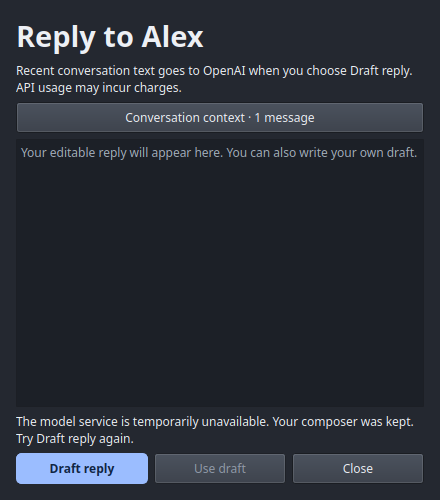 Reply to Alex
Recent conversation text goes to OpenAI when you choose Draft reply.
API usage may incur charges.
Conversation context · 1 message
Your editable reply will appear here. You can also write your own draft.
The model service is temporarily unavailable. Your composer was kept.
Try Draft reply again.
Draft reply
Use draft
Close